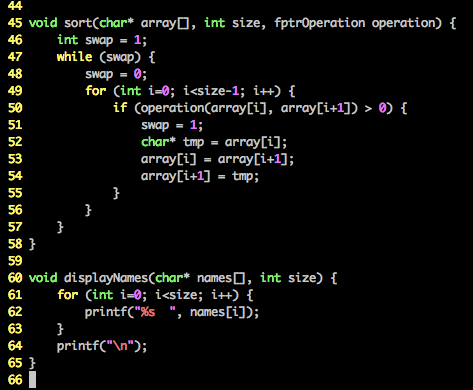 44
45 void sort(char* array[], int size, fptrOperation operation) {
46     int swap = 1;
47     while (swap) {
48         swap = 0;
49         for (int i=0; i<size-1; i++) {
50             if (operation(array[i], array[i+1]) > 0) {
51                 swap = 1;
52                 char* tmp = array[i];
53                 array[i] = array[i+1];
54                 array[i+1] = tmp;
55             }
56         }
57     }
58 }
59
60 void displayNames(char* names[], int size) {
61     for (int i=0; i<size; i++) {
62         printf("%s  ", names[i]);
63     }
64     printf("\n");
65 }
66